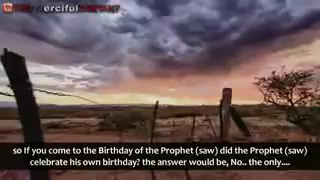 so If you come to the Birthday of the Prophet (saw) did the Prophet (saw)
celebrate his own birthday? the answer would be, No.. the only....